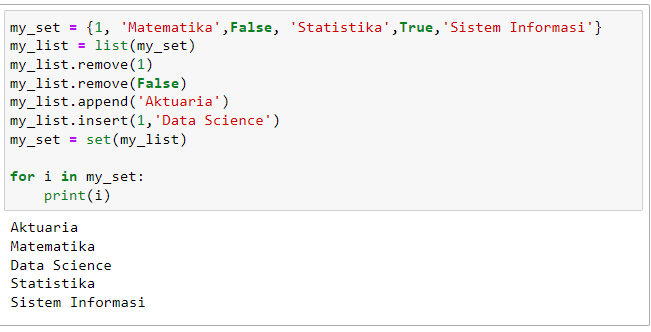 my_set = {1, 'Matematika',False, 'Statistika',True,'Sistem Informasi'}
my_list = list(my_set)
my_list.remove(1)
my_list.remove(False)
my_list.append('Aktuaria')
my_list.insert(1,'Data Science')
my_set = set(my_list)
for i in my_set:
    print(i)
Aktuaria
Matematika
Data Science
Statistika
Sistem Informasi